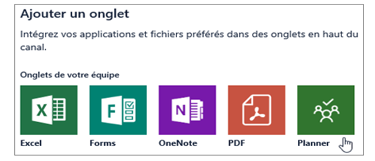 Ajouter un onglet
Intégrez vos applications et fichiers préférés dans des onglets en haut du
canal.
Onglets de votre équipe
X
F
N
Excel Forms OneNote PDF Planner